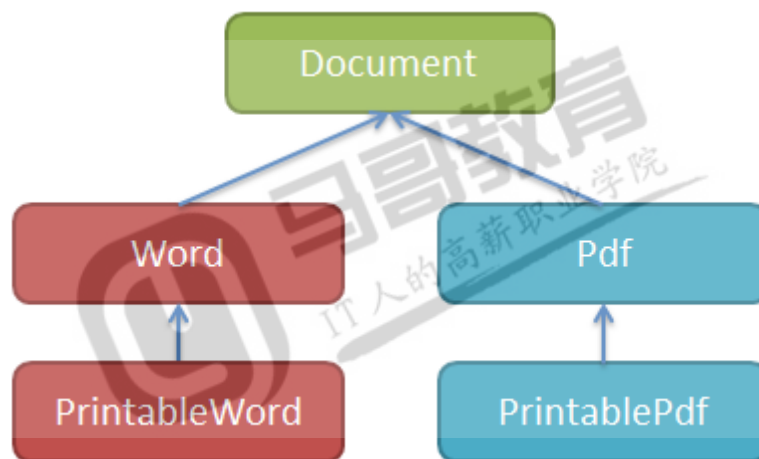 Document
马哥教育
IT人的高薪职业学院
Word
Pdf
PrintableWord
PrintablePdf